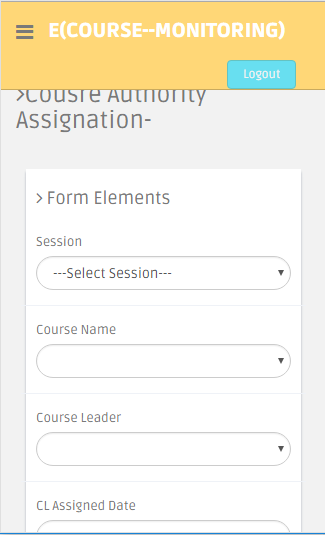 E(COURSE--MONITORING)
Logout
>Cousre Authority
Assignation-
> Form Elements
Session
---Select Session---
Course Name
Course Leader
CL Assigned Date